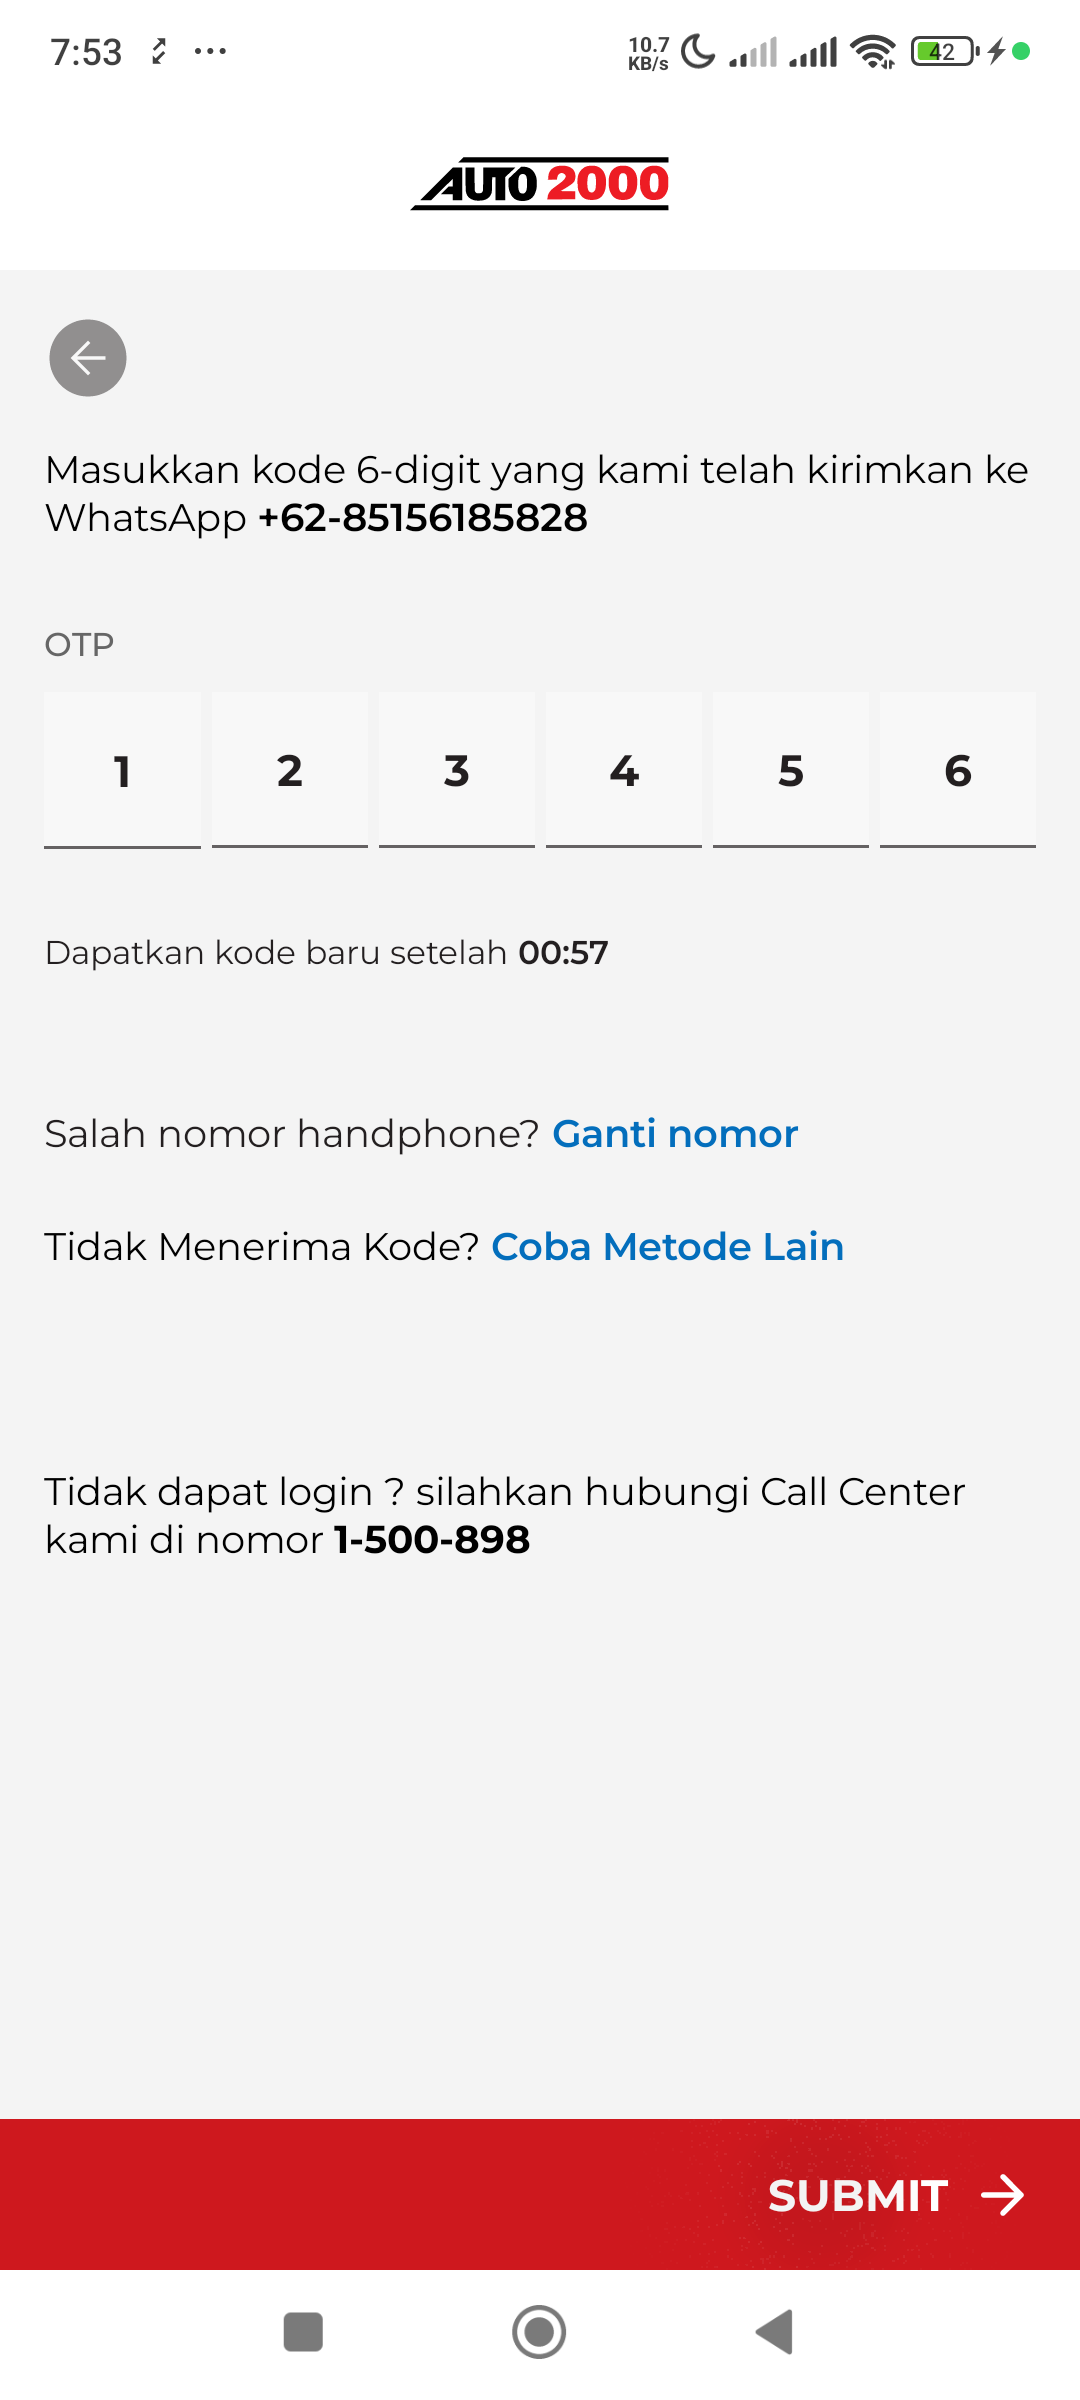 7:53
10.7
KB/s
42
AUTO 2000
Masukkan kode 6-digit yang kami telah kirimkan ke
WhatsApp +62-85156185828
OTP
1 2 3 4 5 6
Dapatkan kode baru setelah 00:57
Salah nomor handphone? Ganti nomor
Tidak Menerima Kode? Coba Metode Lain
Tidak dapat login ? silahkan hubungi Call Center
kami di nomor 1-500-898
SUBMIT